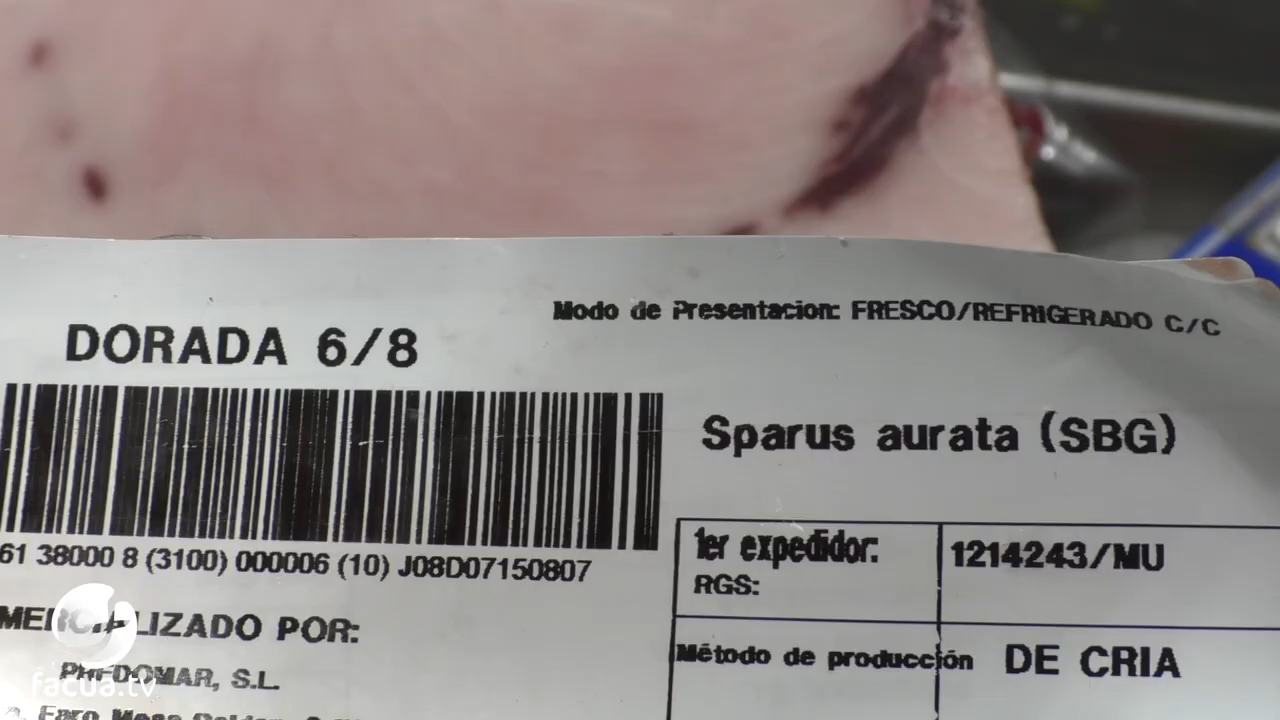 Modo de Presentacion: FRESCO/REFRIGERADO C/C
DORADA 6/8
Sparus aurata (SBG)
61 38000 8 (3100) 000006 (10) J08D07150807
1er expedidor: 1214243/MU
RGS:
LIZADO POR:
Método de producción DE CRIA
S.L.
facua.tv